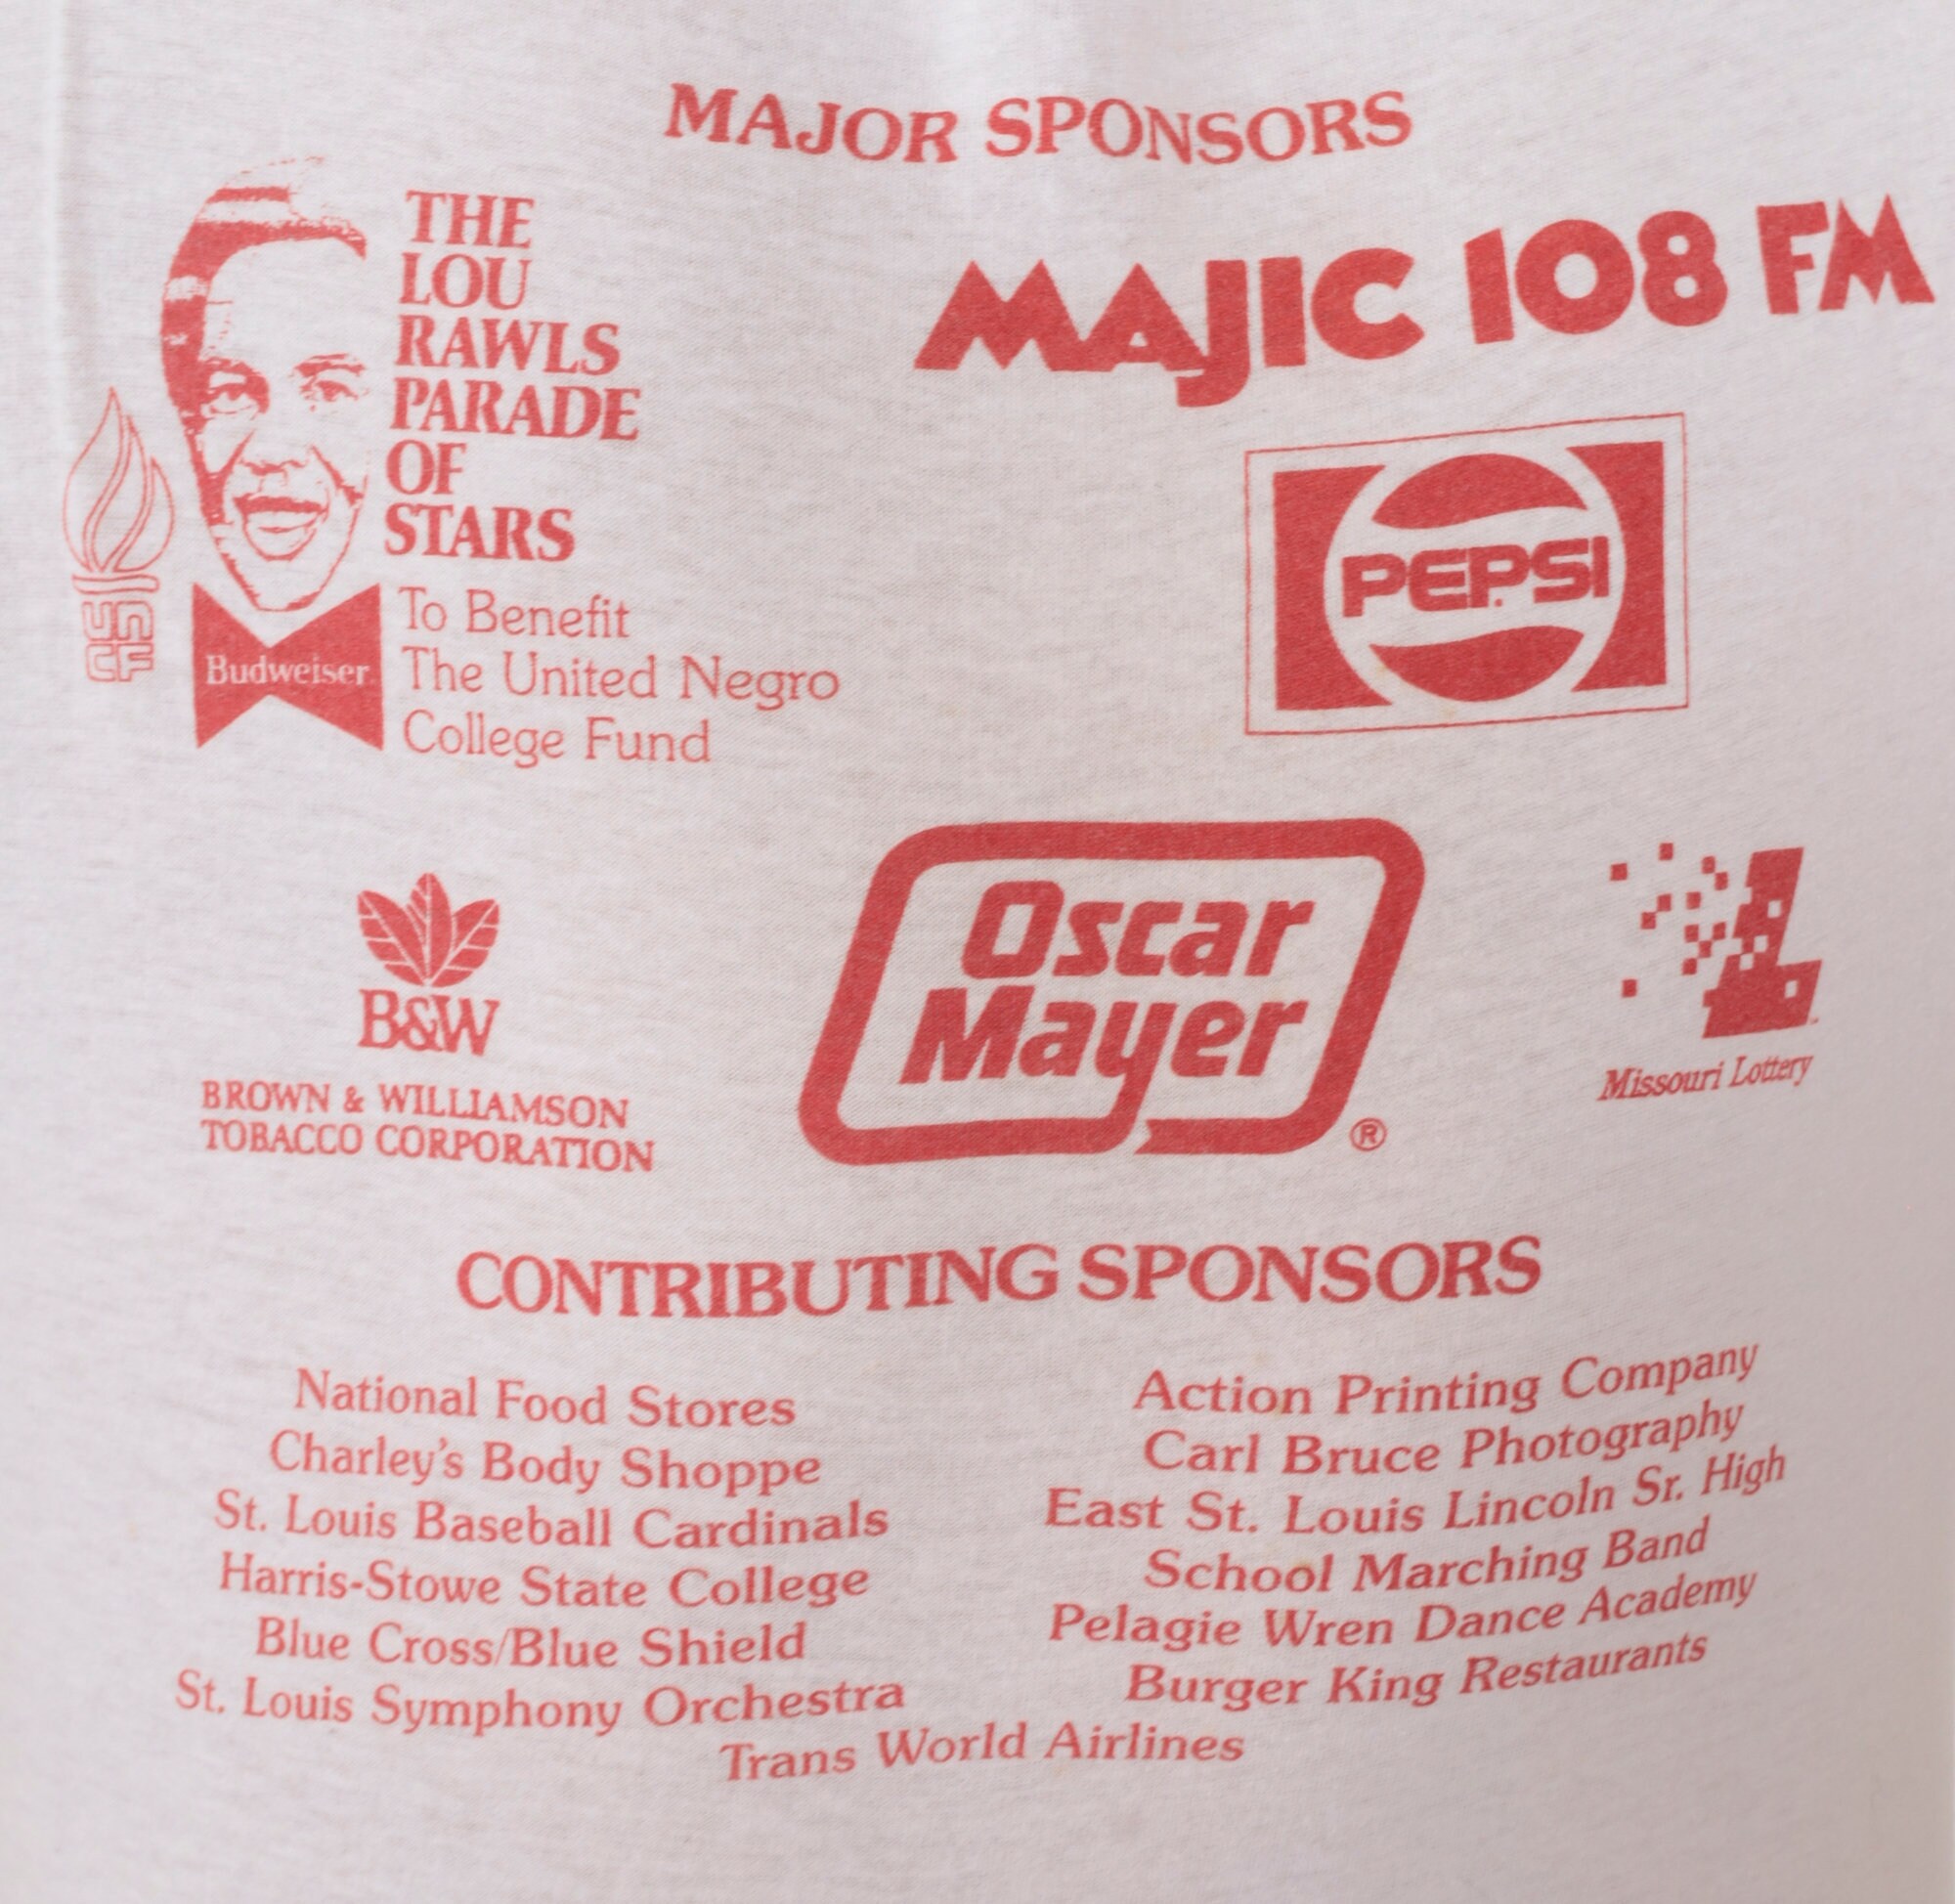 MAJOR SPONSORS
THE
LOU
RAWLS
PARADE
OF
STARS
To Benefit
The United Negro
College Fund
UNCF
Budweiser
MAJIC 108 FM
PEPSI
B&W
BROWN & WILLIAMSON
TOBACCO CORPORATION
Oscar
Mayer
®
Missouri Lottery
CONTRIBUTING SPONSORS
National Food Stores
Charley's Body Shoppe
St. Louis Baseball Cardinals
Harris-Stowe State College
Blue Cross/Blue Shield
St. Louis Symphony Orchestra
Action Printing Company
Carl Bruce Photography
East St. Louis Lincoln Sr. High
School Marching Band
Pelagie Wren Dance Academy
Burger King Restaurants
Trans World Airlines